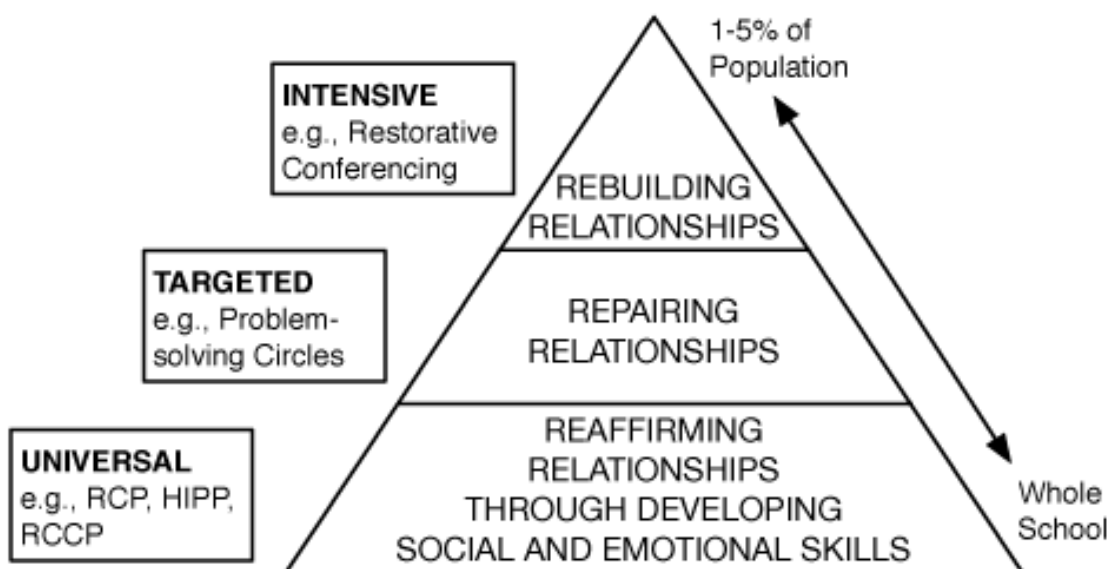 1-5% of
Population
INTENSIVE
e.g., Restorative
Conferencing
REBUILDING
RELATIONSHIPS
TARGETED
e.g., Problem-
solving Circles
REPAIRING
RELATIONSHIPS
UNIVERSAL
e.g., RCP, HIPP,
RCCP
REAFFIRMING
RELATIONSHIPS
THROUGH DEVELOPING
SOCIAL AND EMOTIONAL SKILLS
Whole
School